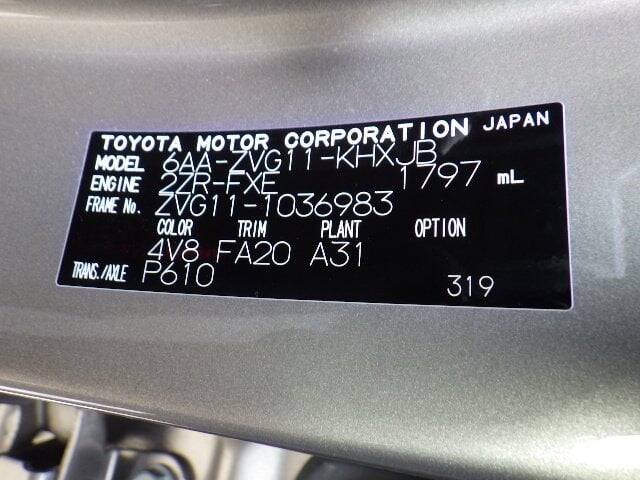 TOYOTA MOTOR CORPORATION JAPAN
MODEL 6AA-ZVG11-KHXJB
ENGINE 2ZR-FXE 1797 mL
FRAME No. ZVG11-1036983
COLOR TRIM PLANT OPTION
4V8 FA20 A31
TRANS./AXLE P610 319